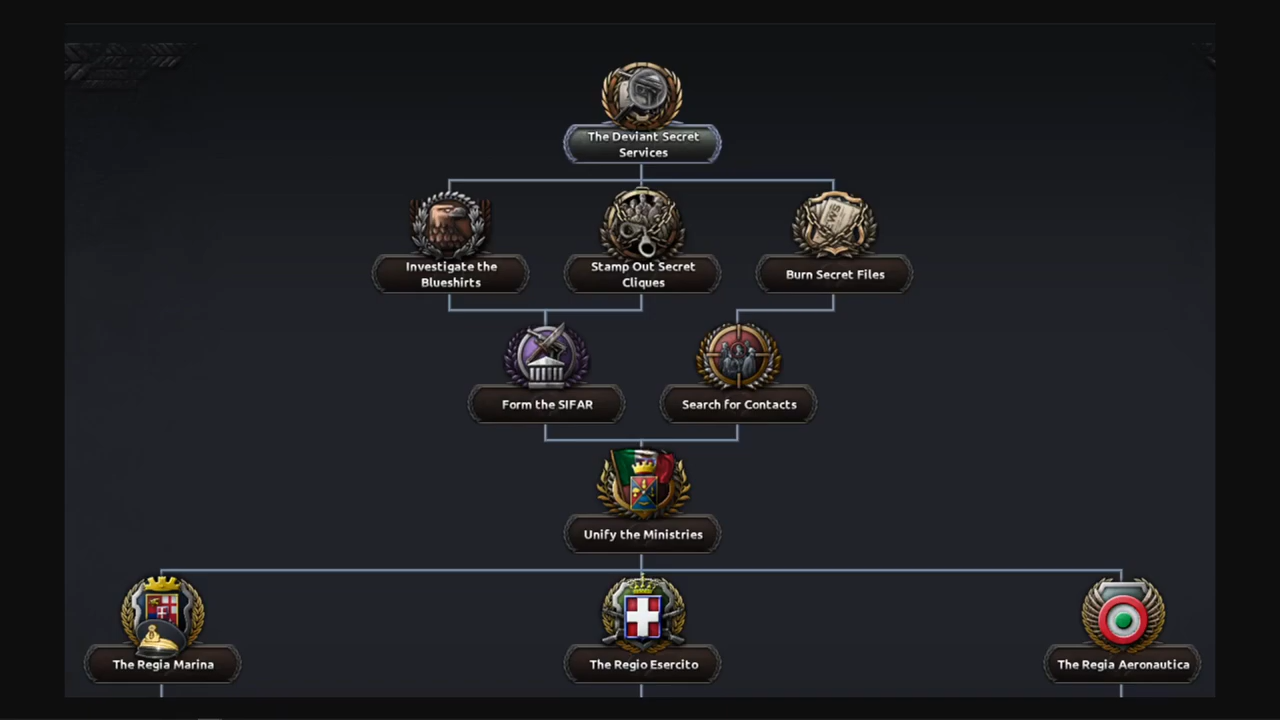 The Deviant Secret
Services
Investigate the
Blueshirts
Stamp Out Secret
Cliques
Burn Secret Files
Form the SIFAR
Search for Contacts
Unify the Ministries
The Regia Marina
The Regio Esercito
The Regia Aeronautica